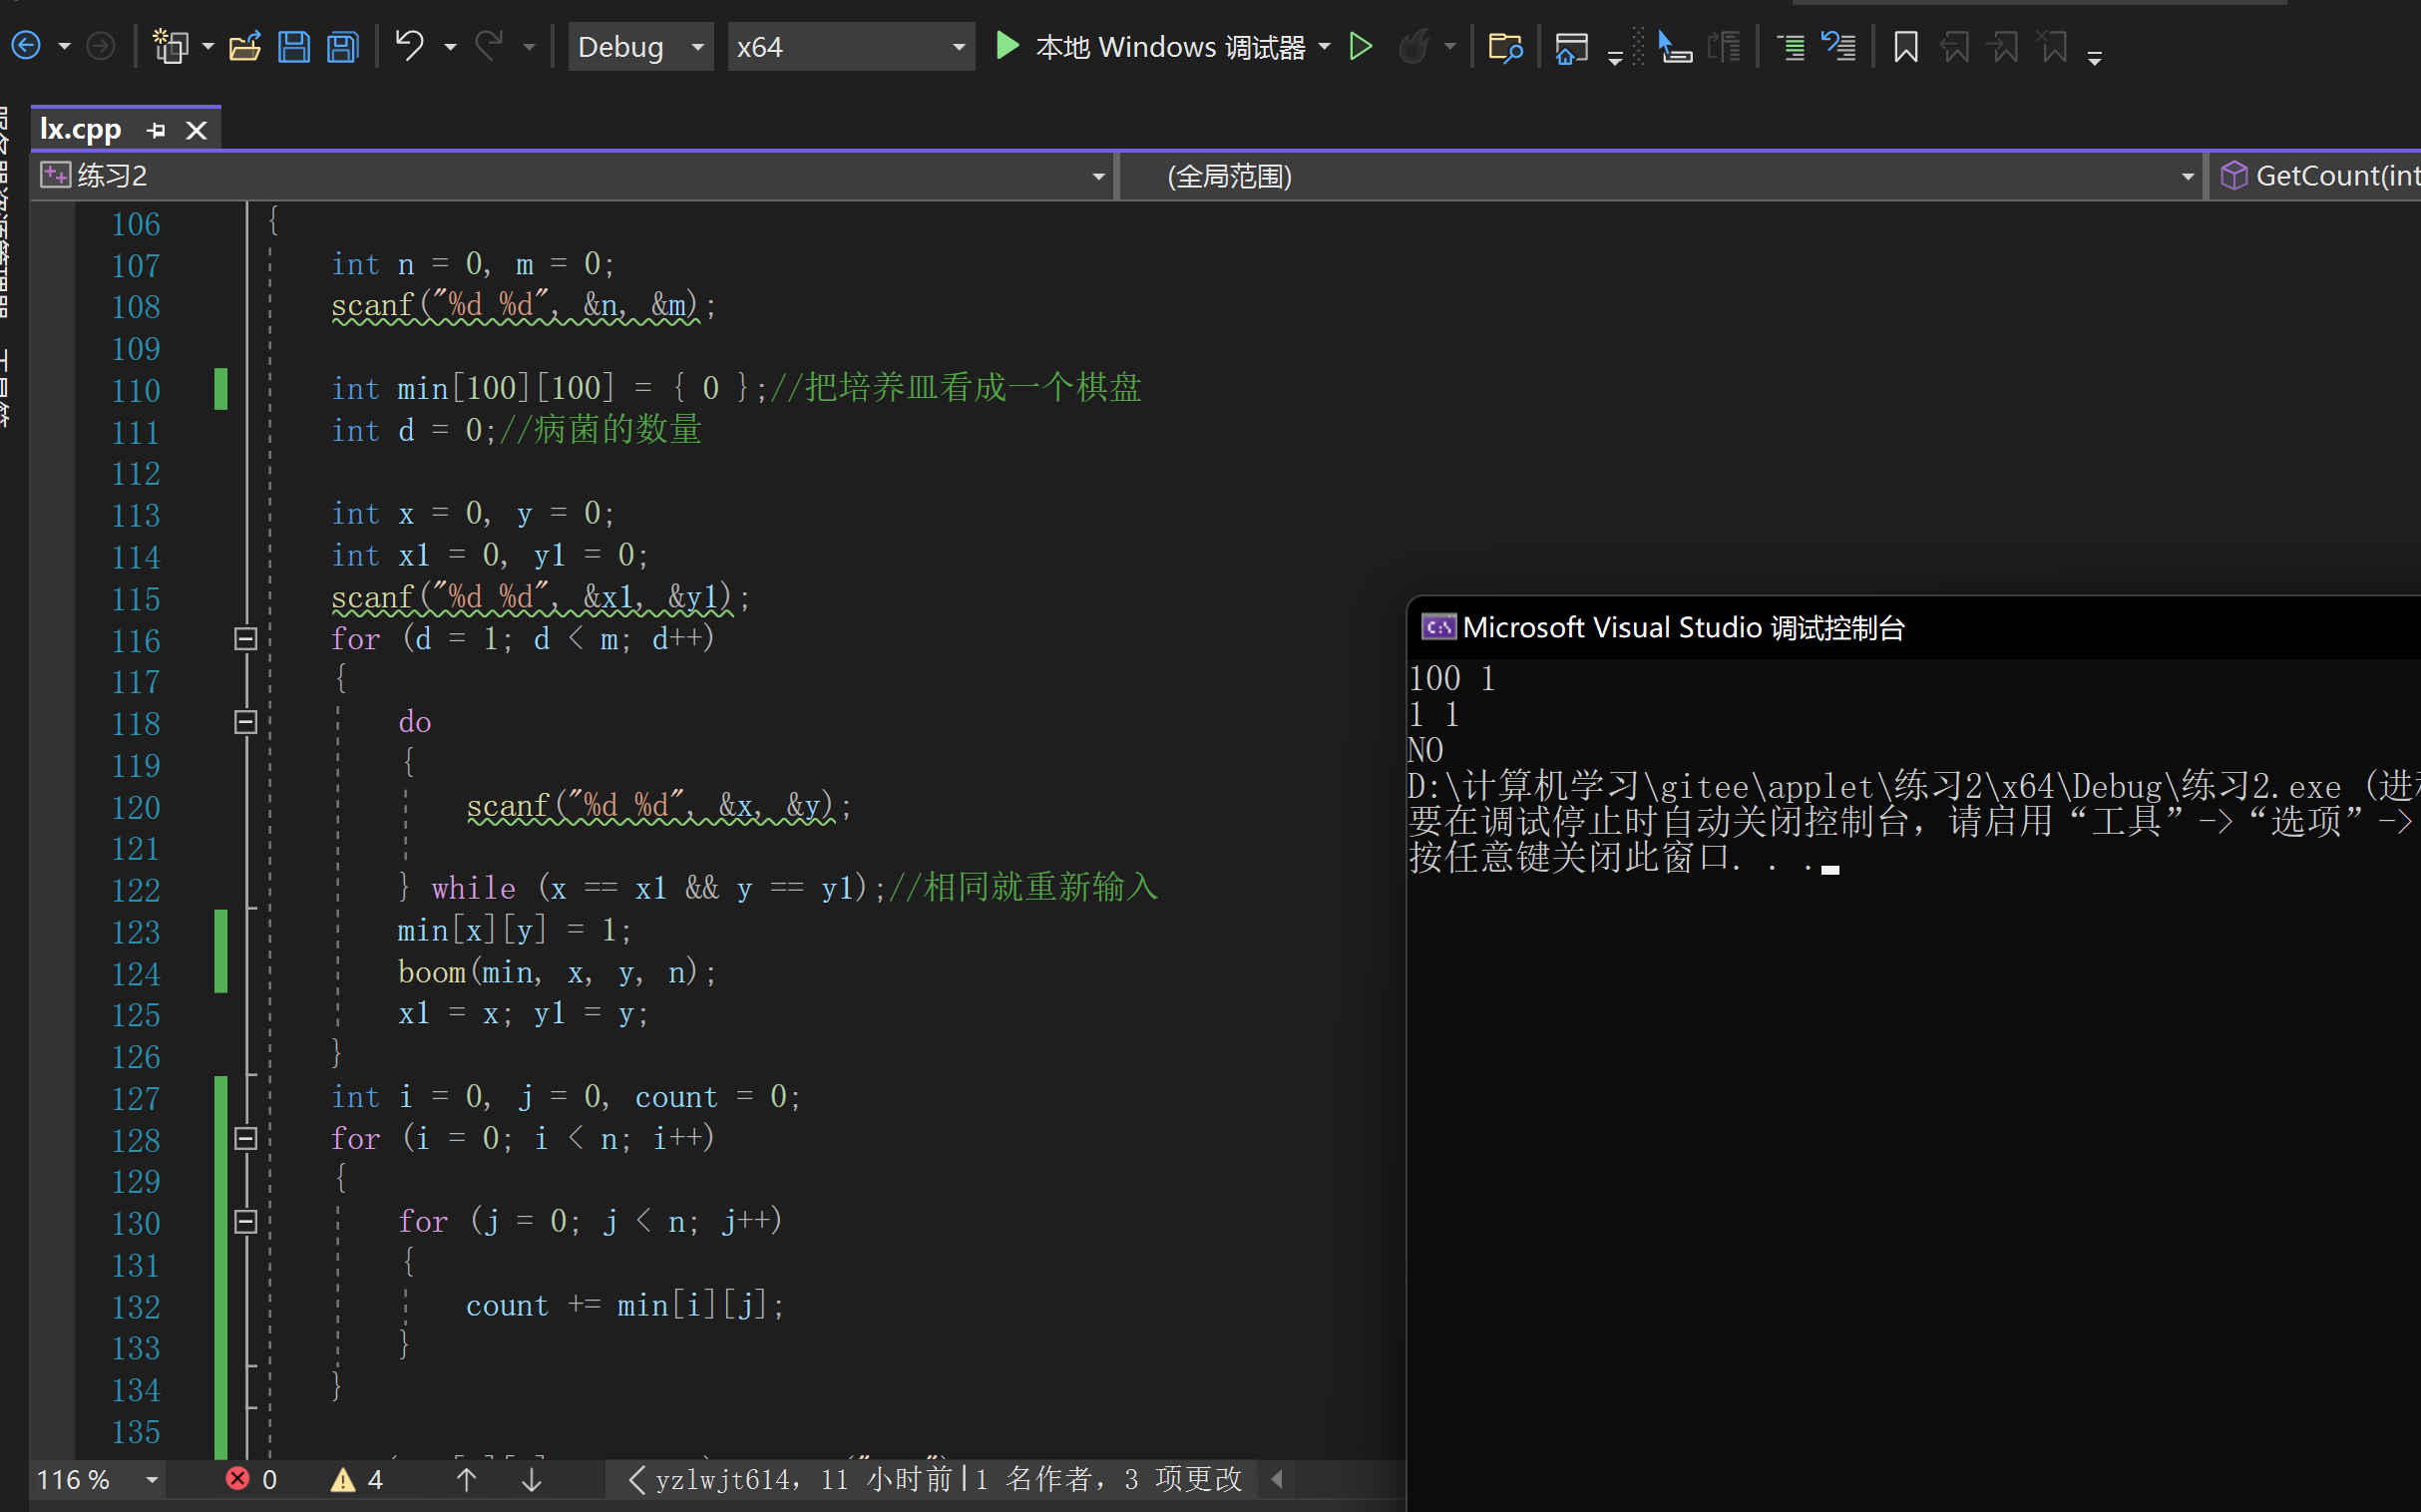 Debug x64 本地 Windows 调试器
lx.cpp
练习2 (全局范围) GetCount(int
106 {
107 int n = 0, m = 0;
108 scanf("%d %d", &n, &m);
109
110 int min[100][100] = { 0 };//把培养皿看成一个棋盘
111 int d = 0;//病菌的数量
112
113 int x = 0, y = 0;
114 int x1 = 0, y1 = 0;
115 scanf("%d %d", &x1, &y1);
116 for (d = 1; d < m; d++)
117 {
118 do
119 {
120 scanf("%d %d", &x, &y);
121
122 } while (x == x1 && y == y1);//相同就重新输入
123 min[x][y] = 1;
124 boom(min, x, y, n);
125 x1 = x; y1 = y;
126 }
127 int i = 0, j = 0, count = 0;
128 for (i = 0; i < n; i++)
129 {
130 for (j = 0; j < n; j++)
131 {
132 count += min[i][j];
133 }
134 }
135
116 % 0 4 yzlwjt614, 11 小时前|1 名作者, 3 项更改
Microsoft Visual Studio 调试控制台
100 1
1 1
NO
D:\计算机学习\gitee\applet\练习2\x64\Debug\练习2.exe (进
要在调试停止时自动关闭控制台，请启用“工具”->“选项”->
按任意键关闭此窗口. . .